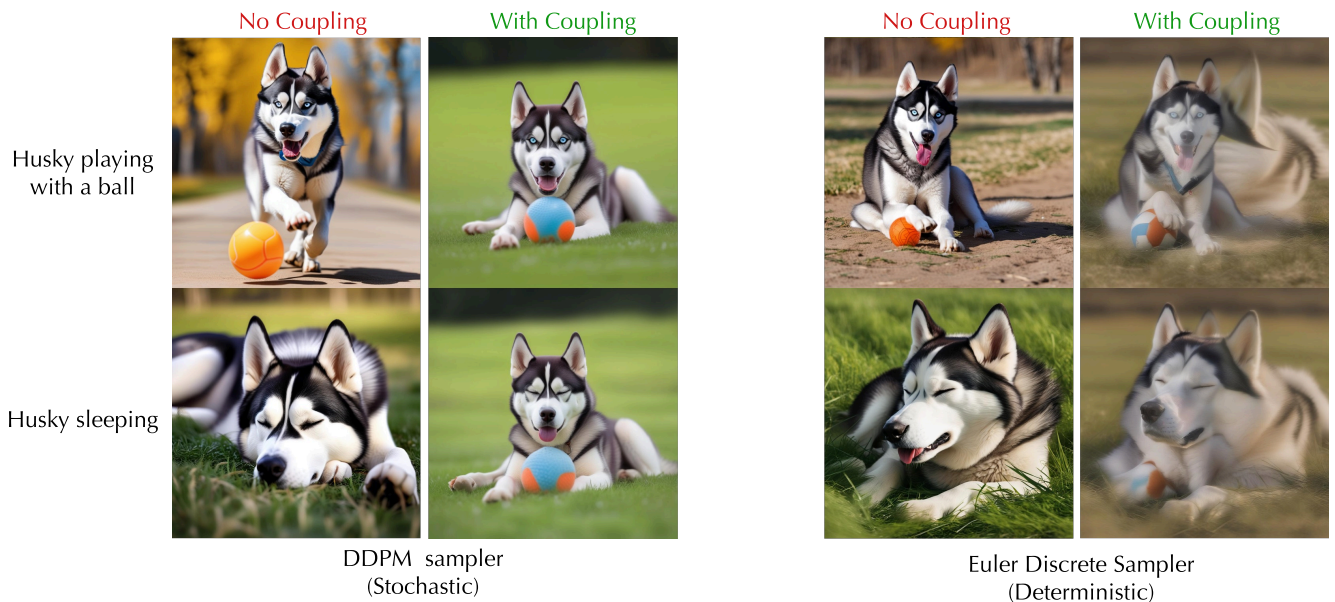 No Coupling
With Coupling
No Coupling
With Coupling
Husky playing
with a ball
Husky sleeping
DDPM sampler
(Stochastic)
Euler Discrete Sampler
(Deterministic)